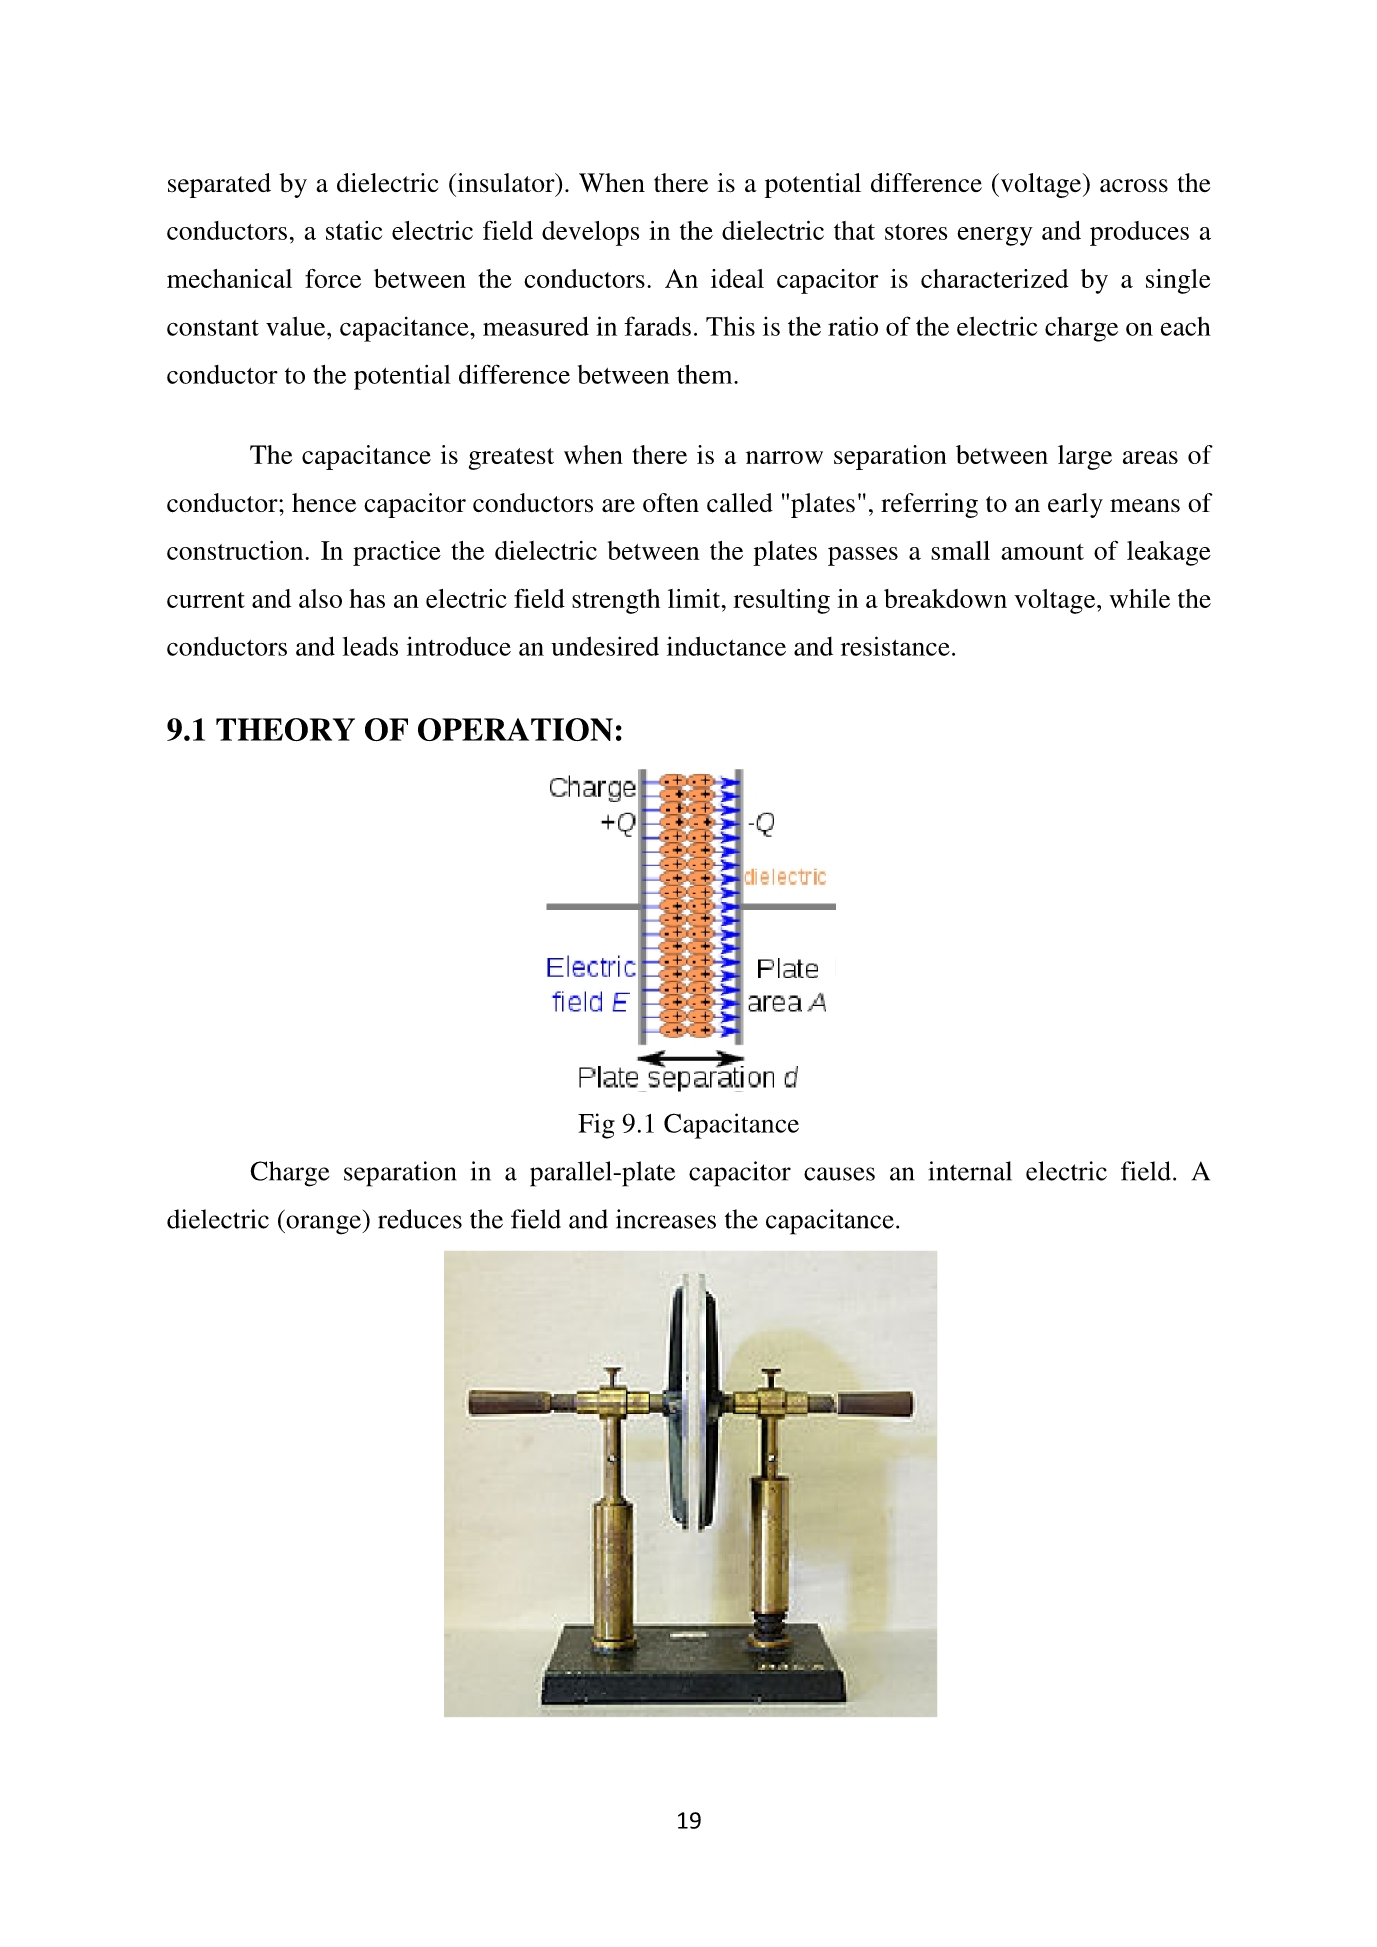 separated by a dielectric (insulator). When there is a potential difference (voltage) across the
conductors, a static electric field develops in the dielectric that stores energy and produces a
mechanical force between the conductors. An ideal capacitor is characterized by a single
constant value, capacitance, measured in farads. This is the ratio of the electric charge on each
conductor to the potential difference between them.
The capacitance is greatest when there is a narrow separation between large areas of
conductor; hence capacitor conductors are often called "plates", referring to an early means of
construction. In practice the dielectric between the plates passes a small amount of leakage
current and also has an electric field strength limit, resulting in a breakdown voltage, while the
conductors and leads introduce an undesired inductance and resistance.
9.1 THEORY OF OPERATION:
Charge
+Q
-Q
dielectric
Electric
field E
Plate
area A
Plate separation d
Fig 9.1 Capacitance
Charge separation in a parallel-plate capacitor causes an internal electric field. A
dielectric (orange) reduces the field and increases the capacitance.
19